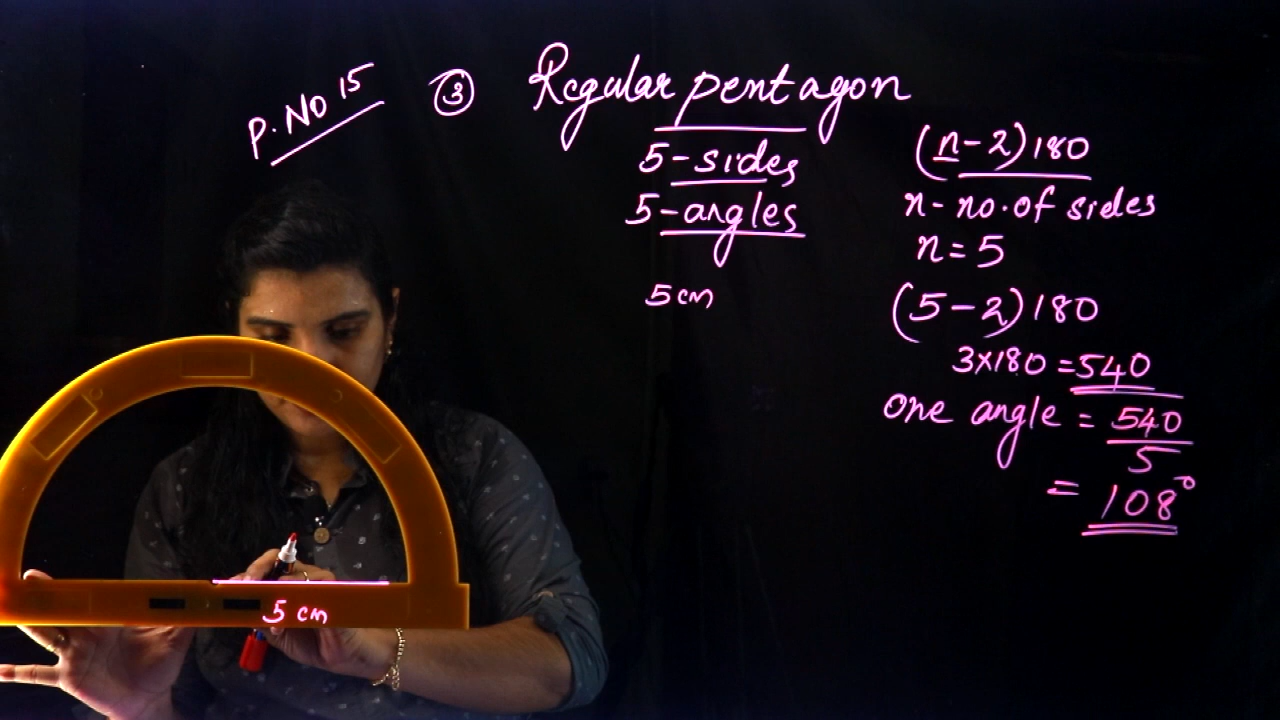 P. NO 15
③ Regular pentagon
5-sides
5-angles
5 cm
(n-2)180
n- no. of sides
n = 5
(5-2)180
3x180 = 540
One angle = 540
5
= 108°
5 cm